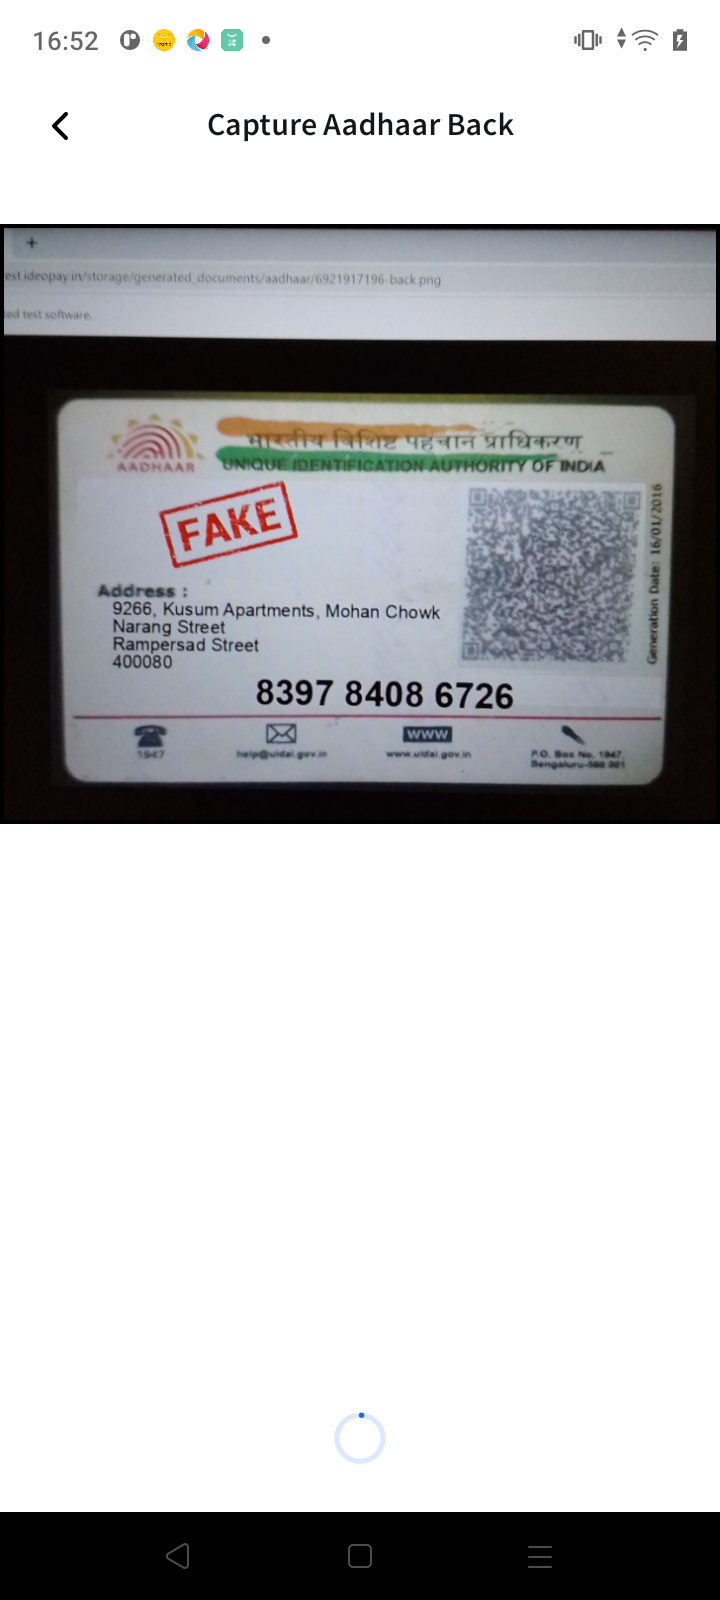 16:52
Capture Aadhaar Back
+
est.ideopay.in/storage/generated_documents/aadhaar/6921917196-back.png
ted test software.
भारतीय विशिष्ट पहचान प्राधिकरण
AADHAAR
UNIQUE IDENTIFICATION AUTHORITY OF INDIA
FAKE
Generation Date: 16/01/2016
Address :
9266, Kusum Apartments, Mohan Chowk
Narang Street
Rampersad Street
400080
8397 8408 6726
WWW
1947
help@uidai.gov.in
www.uidai.gov.in
P.O. Box No. 1947,
Bengaluru-560 001